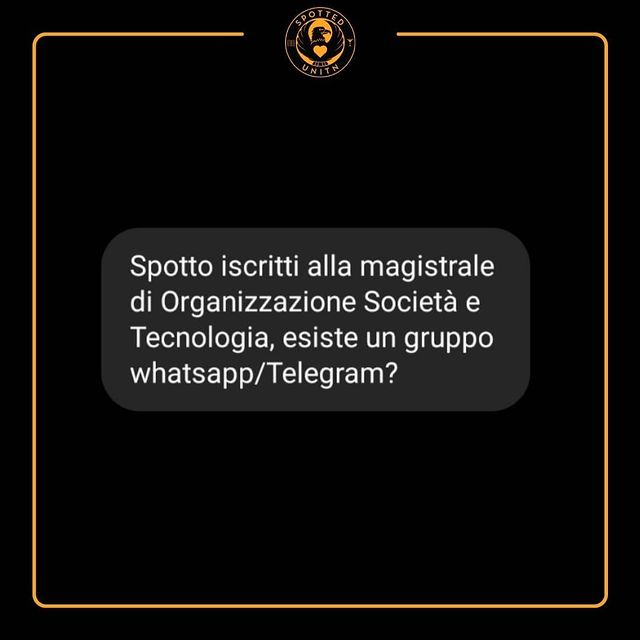 SPOTTED
UNITN
Spotto iscritti alla magistrale
di Organizzazione Società e
Tecnologia, esiste un gruppo
whatsapp/Telegram?